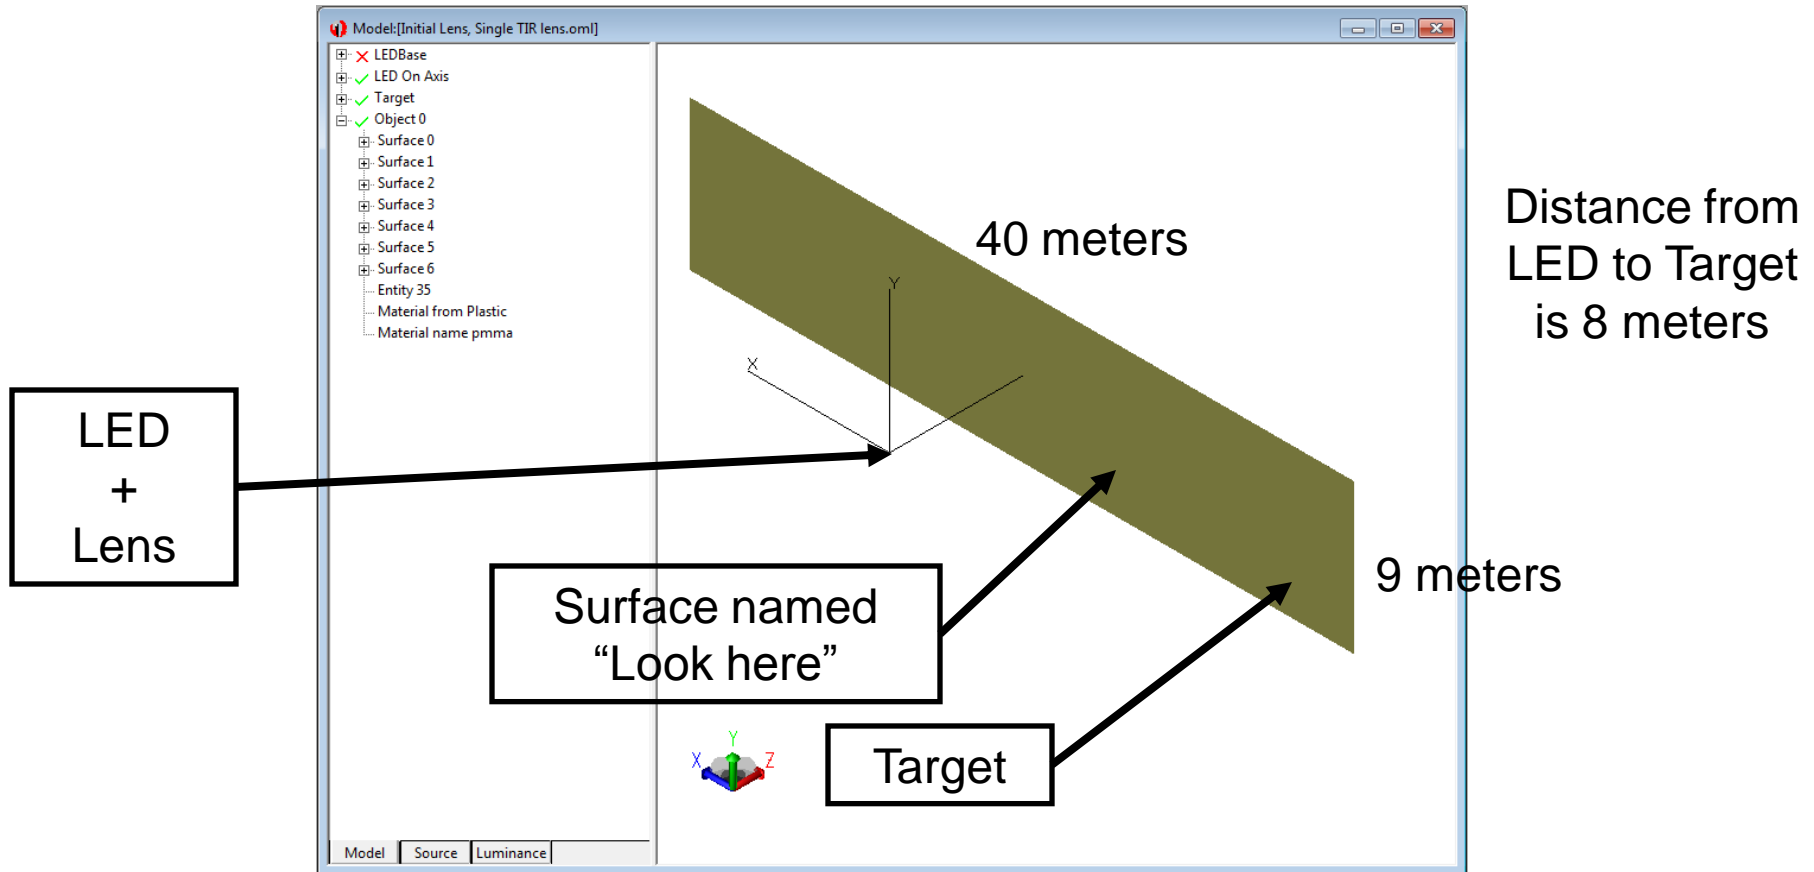 Model:[Initial Lens, Single TIR lens.oml]
LEDBase
LED On Axis
Target
Object 0
Surface 0
Surface 1
Surface 2
Surface 3
Surface 4
Surface 5
Surface 6
Entity 35
Material from Plastic
Material name pmma
40 meters
Y
X
Distance from
LED to Target
is 8 meters
LED
+
Lens
Surface named
“Look here”
9 meters
Target
Y
X
Z
Model
Source
Luminance